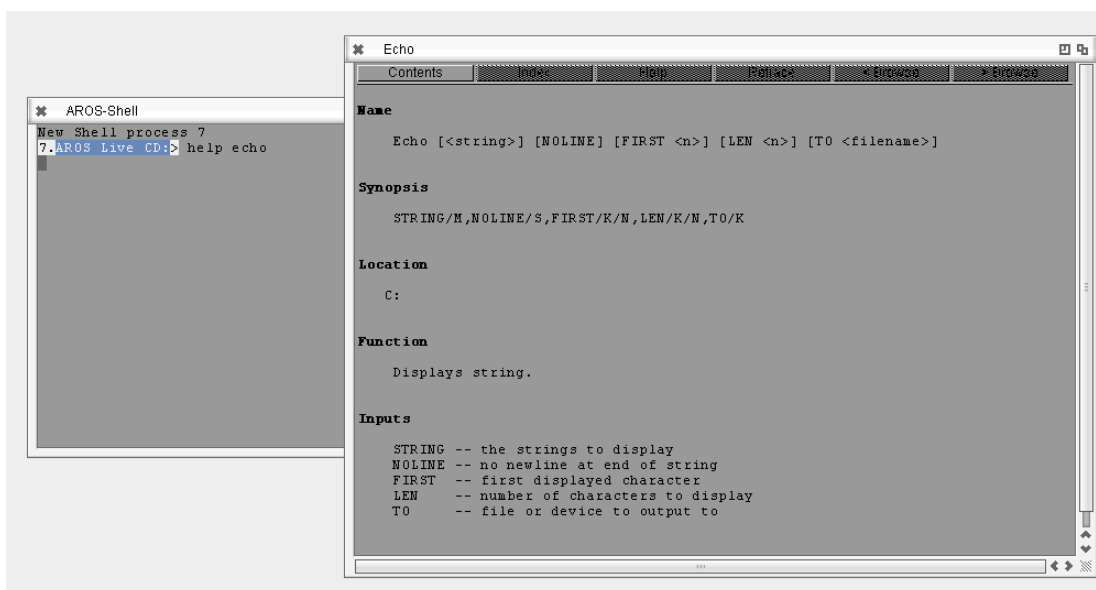 AROS-Shell
New Shell process 7
7.AROS Live CD:> help echo
Echo
Contents Index Help Retrace < Browse > Browse
Name
Echo [<string>] [NOLINE] [FIRST <n>] [LEN <n>] [TO <filename>]
Synopsis
STRING/M,NOLINE/S,FIRST/K/N,LEN/K/N,TO/K
Location
C:
Function
Displays string.
Inputs
STRING -- the strings to display
NOLINE -- no newline at end of string
FIRST -- first displayed character
LEN -- number of characters to display
TO -- file or device to output to